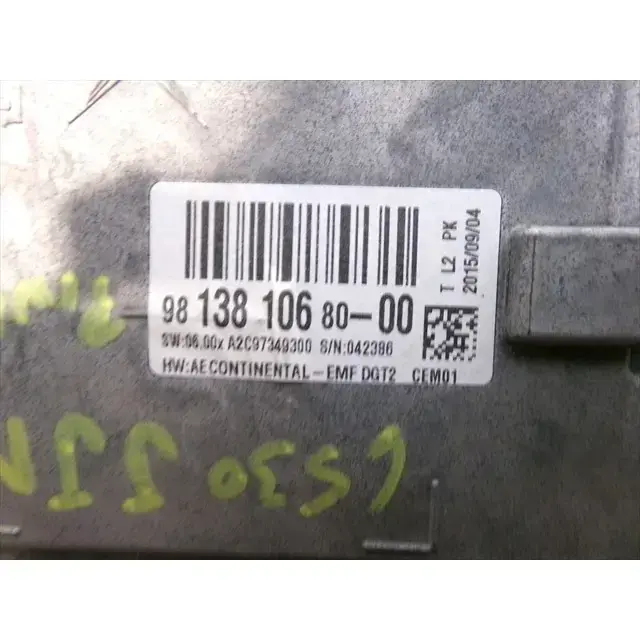 98 138 106 80-00
SW:06.00x A2C97349300 S/N:042386
HW:AECONTINENTAL-EMF DGT2 CEM01
T L2 PK
2015/09/04